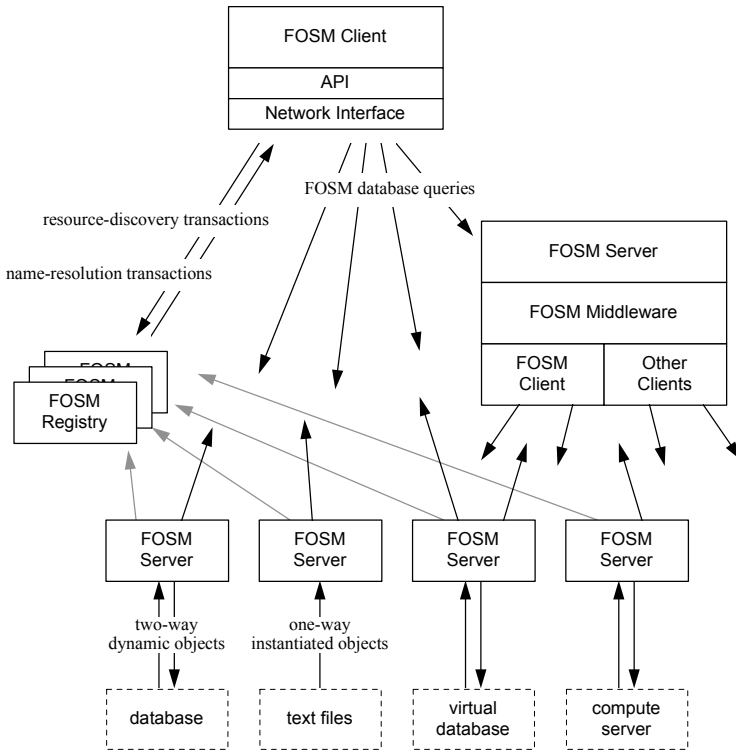 FOSM Client
API
Network Interface
FOSM database queries
resource-discovery transactions
name-resolution transactions
FOSM Server
FOSM Middleware
FOSM
Client
Other
Clients
FOSM
FOSM
FOSM
Registry
FOSM
Server
FOSM
Server
FOSM
Server
FOSM
Server
two-way
dynamic objects
one-way
instantiated objects
database
text files
virtual
database
compute
server